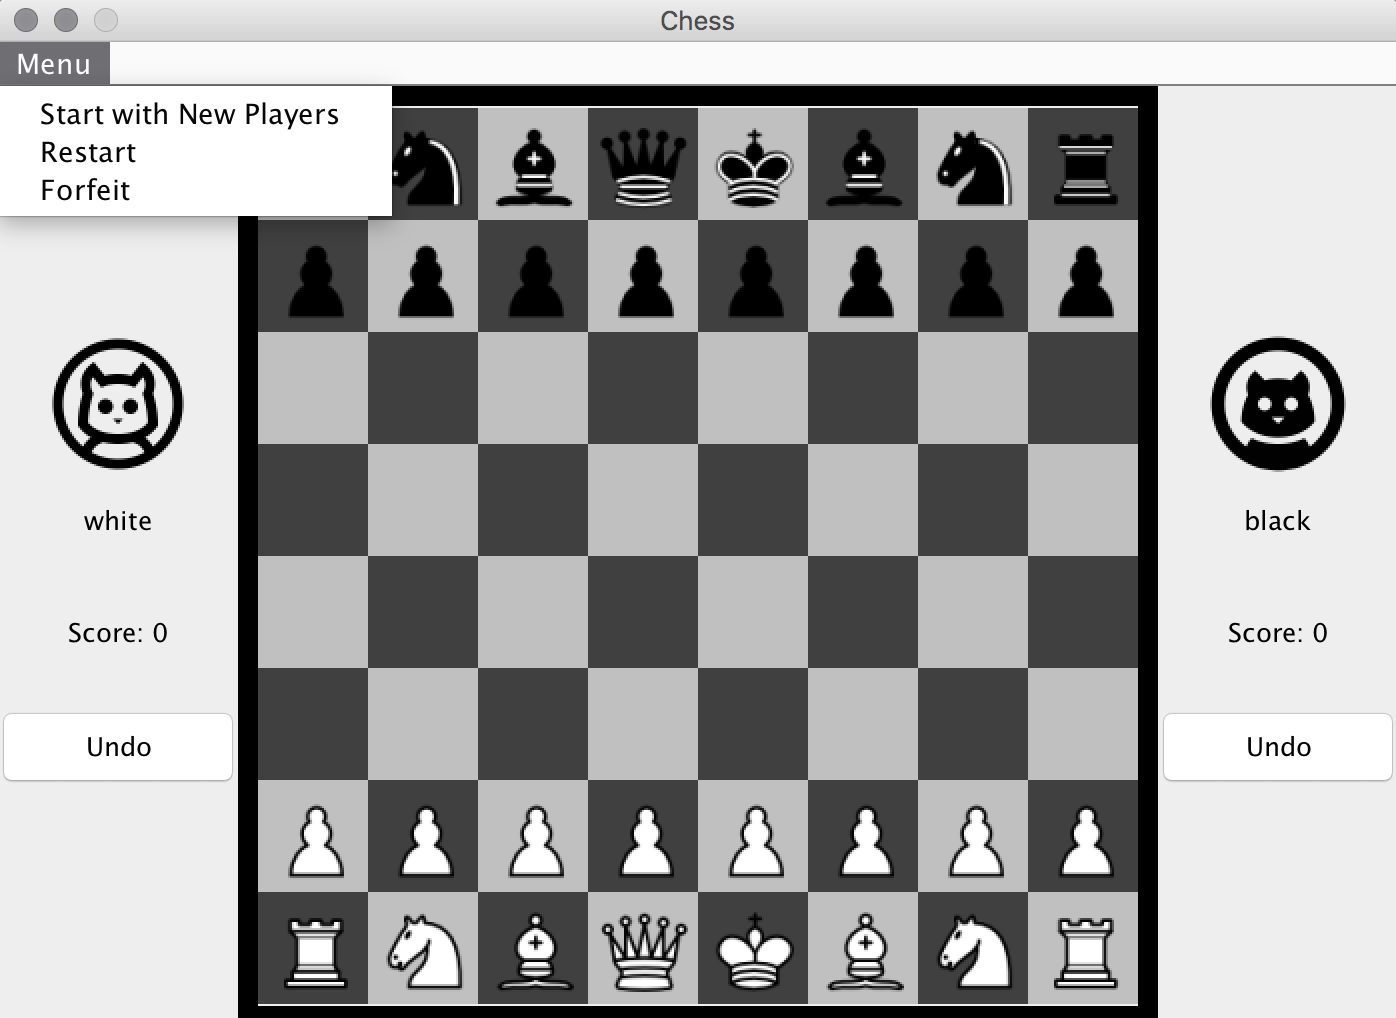 Chess
Menu
Start with New Players
Restart
Forfeit
white
black
Score: 0
Score: 0
Undo
Undo